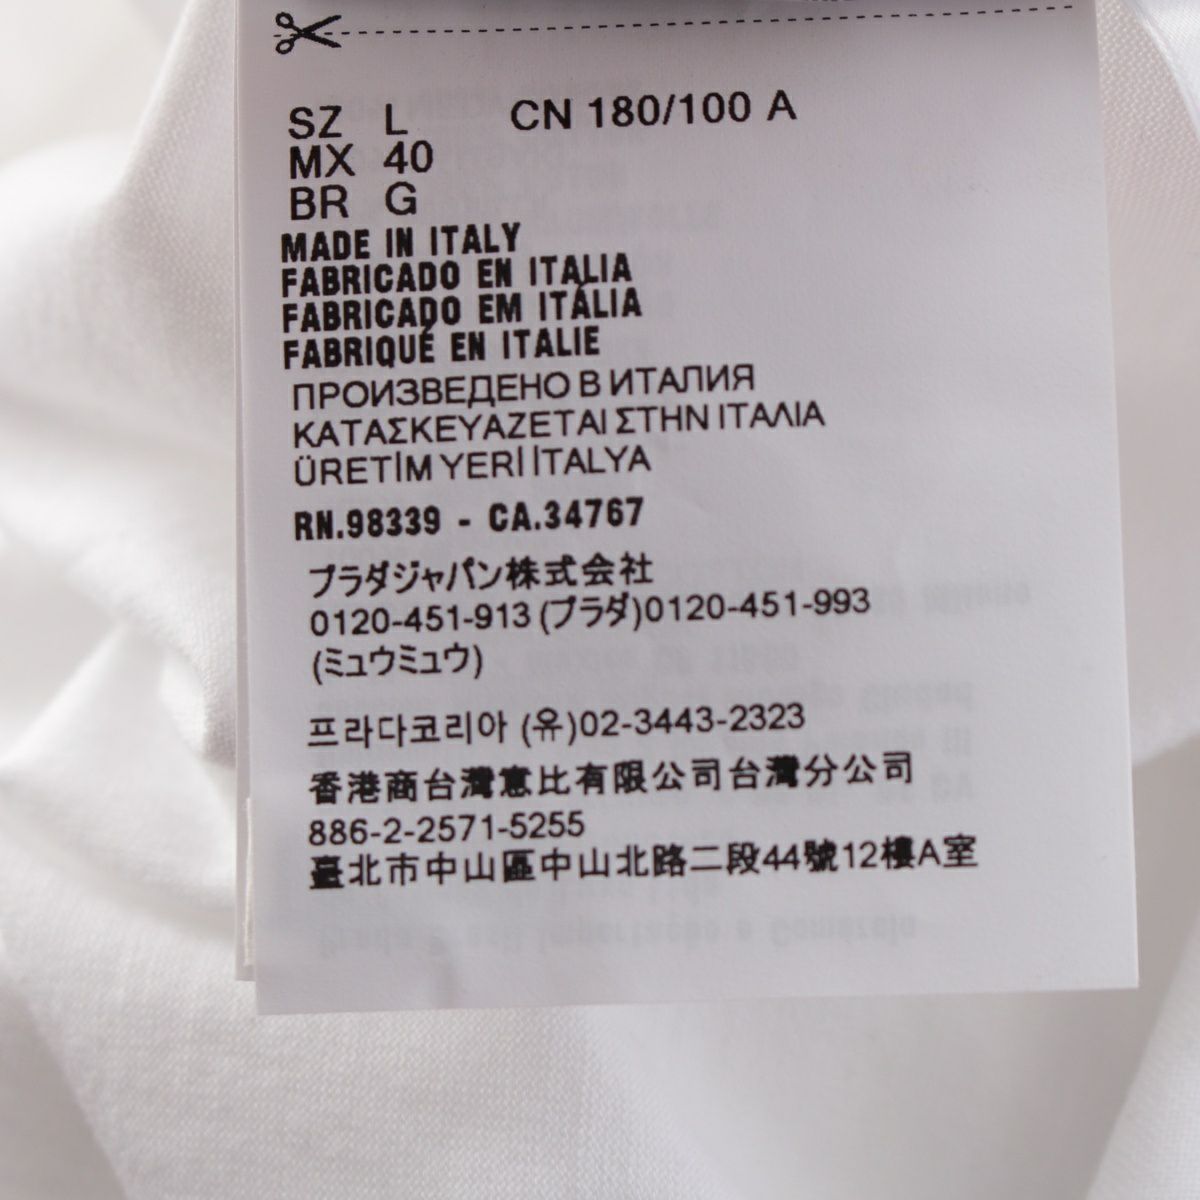 SZ L CN 180/100 A
MX 40
BR G
MADE IN ITALY
FABRICADO EN ITALIA
FABRICADO EM ITÁLIA
FABRIQUÉ EN ITALIE
ПРОИЗВЕДЕНО В ИТАЛИЯ
ΚΑΤΑΣΚΕΥΑΖΕΤΑΙ ΣΤΗΝ ΙΤΑΛΙΑ
ÜRETİM YERİ İTALYA
RN.98339 - CA.34767
プラダジャパン株式会社
0120-451-913 (プラダ)0120-451-993
(ミュウミュウ)
프라다코리아 (유)02-3443-2323
香港商台灣惠比有限公司台灣分公司
886-2-2571-5255
臺北市中山區中山北路二段44號12樓A室